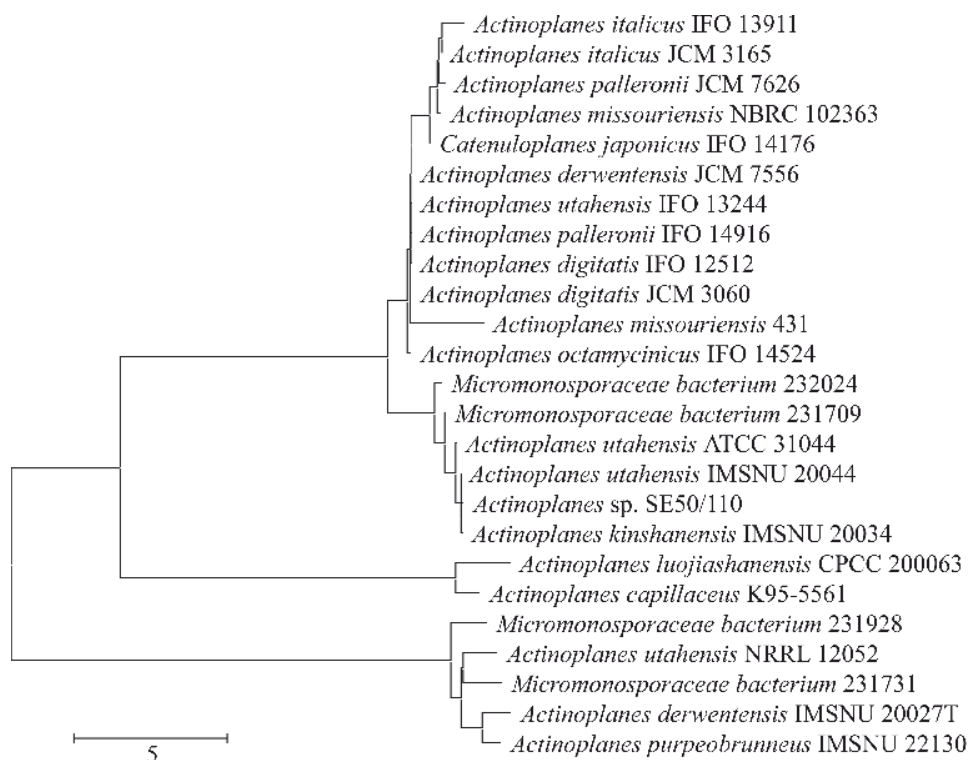 Actinoplanes italicus IFO 13911
Actinoplanes italicus JCM 3165
Actinoplanes palleronii JCM 7626
Actinoplanes missouriensis NBRC 102363
Catenuloplanes japonicus IFO 14176
Actinoplanes derwentensis JCM 7556
Actinoplanes utahensis IFO 13244
Actinoplanes palleronii IFO 14916
Actinoplanes digitatis IFO 12512
Actinoplanes digitatis JCM 3060
Actinoplanes missouriensis 431
Actinoplanes octamycinicus IFO 14524
Micromonosporaceae bacterium 232024
Micromonosporaceae bacterium 231709
Actinoplanes utahensis ATCC 31044
Actinoplanes utahensis IMSNU 20044
Actinoplanes sp. SE50/110
Actinoplanes kinshanensis IMSNU 20034
Actinoplanes luojiashanensis CPCC 200063
Actinoplanes capillaceus K95-5561
Micromonosporaceae bacterium 231928
Actinoplanes utahensis NRRL 12052
Micromonosporaceae bacterium 231731
Actinoplanes derwentensis IMSNU 20027T
Actinoplanes purpeobrunneus IMSNU 22130
5